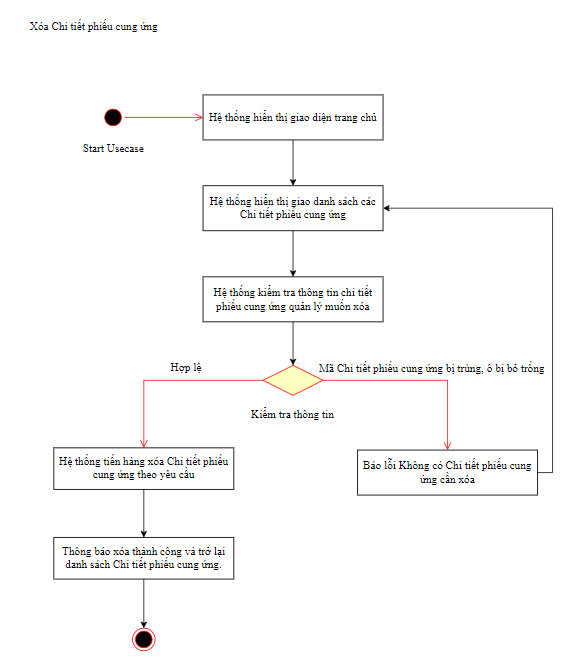 Xóa Chi tiết phiếu cung ứng
Hệ thống hiển thị giao diện trang chủ
Start Usecase
Hệ thống hiển thị giao danh sách các
Chi tiết phiêu cung ứng
Hệ thống kiểm tra thông tin chi tiết
phiếu cung ứng quản lý muốn xóa
Hợp lệ
Mã Chi tiết phiếu cung ứng bị trùng, ô bị bỏ trống
Kiểm tra thông tin
Hệ thống tiến hàng xóa Chi tiết phiếu
cung ứng theo yêu cầu
Báo lỗi Không có Chi tiết phiếu cung
ứng cần xóa
Thông báo xóa thành công và trở lại
danh sách Chi tiết phiếu cung ứng.